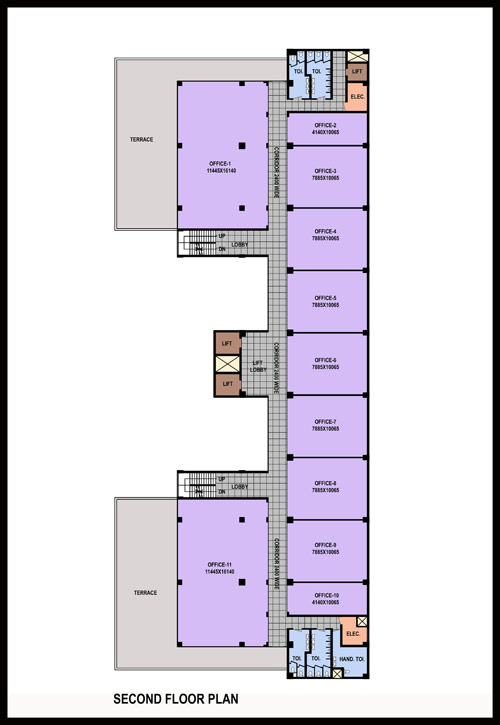 TOI.
TOI.
LIFT
ELEC.
OFFICE-2
4140X10065
TERRACE
OFFICE-1
11445X16140
CORRIDOR 2400 WIDE
OFFICE-3
7885X10065
UP
DN
LOBBY
OFFICE-4
7885X10065
OFFICE-5
7885X10065
LIFT
LIFT
LOBBY
LIFT
CORRIDOR 2400 WIDE
OFFICE-6
7885X10065
OFFICE-7
7885X10065
UP
DN
LOBBY
OFFICE-8
7885X10065
OFFICE-11
11445X16140
CORRIDOR 2400 WIDE
OFFICE-9
7885X10065
TERRACE
OFFICE-10
4140X10065
ELEC.
TOI.
TOI.
HAND. TOI.
SECOND FLOOR PLAN